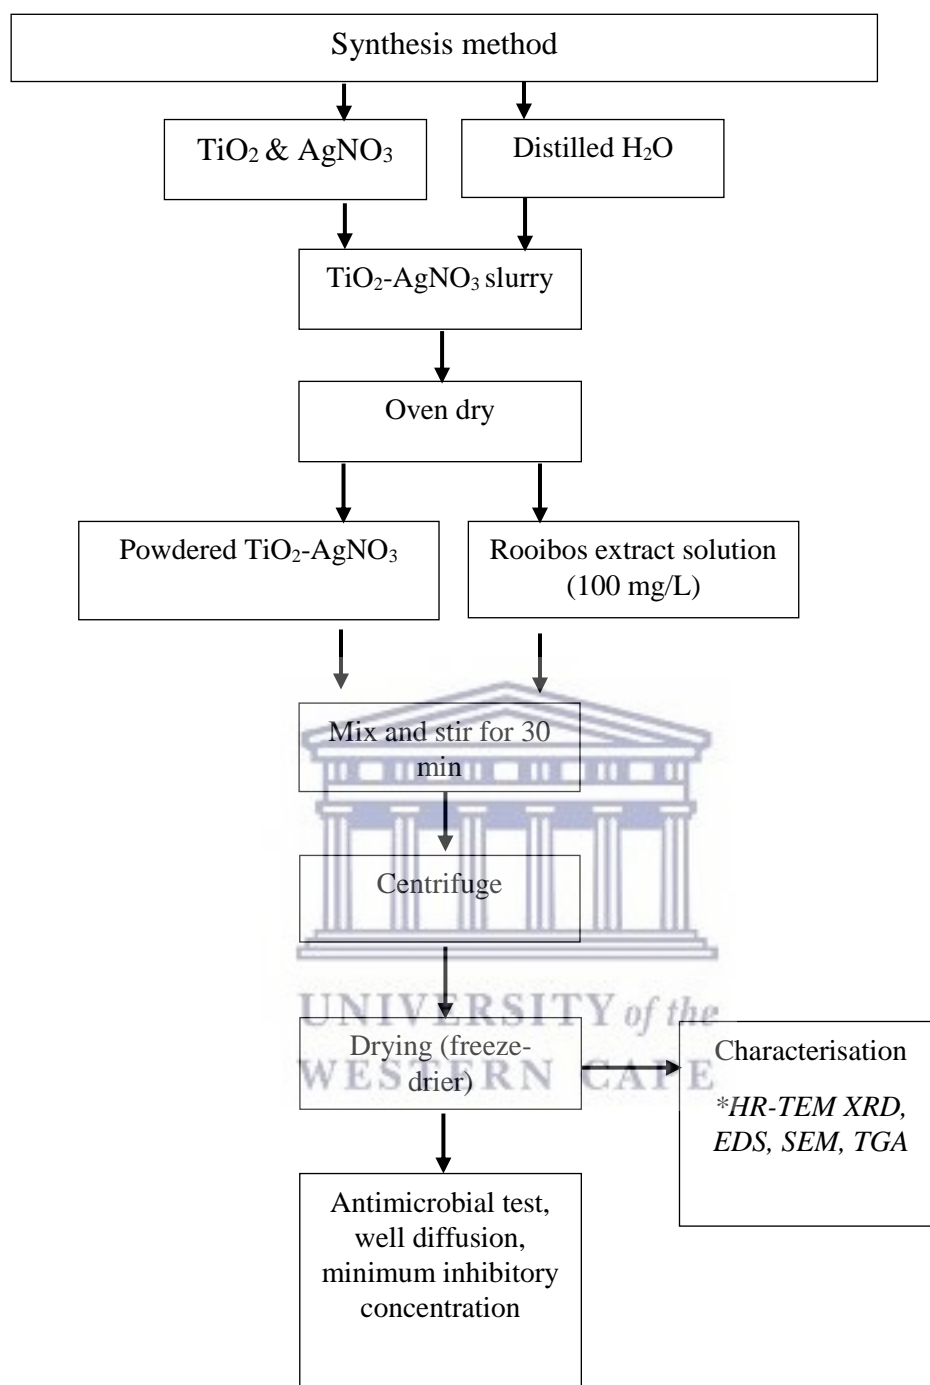 Synthesis method
TiO₂ & AgNO₃
Distilled H₂O
TiO₂-AgNO₃ slurry
Oven dry
Powdered TiO₂-AgNO₃
Rooibos extract solution
(100 mg/L)
Mix and stir for 30
min
Centrifuge
UNIVERSITY of the
WESTERN CAPE
Drying (freeze-
drier)
Characterisation
*HR-TEM XRD,
EDS, SEM, TGA
Antimicrobial test,
well diffusion,
minimum inhibitory
concentration